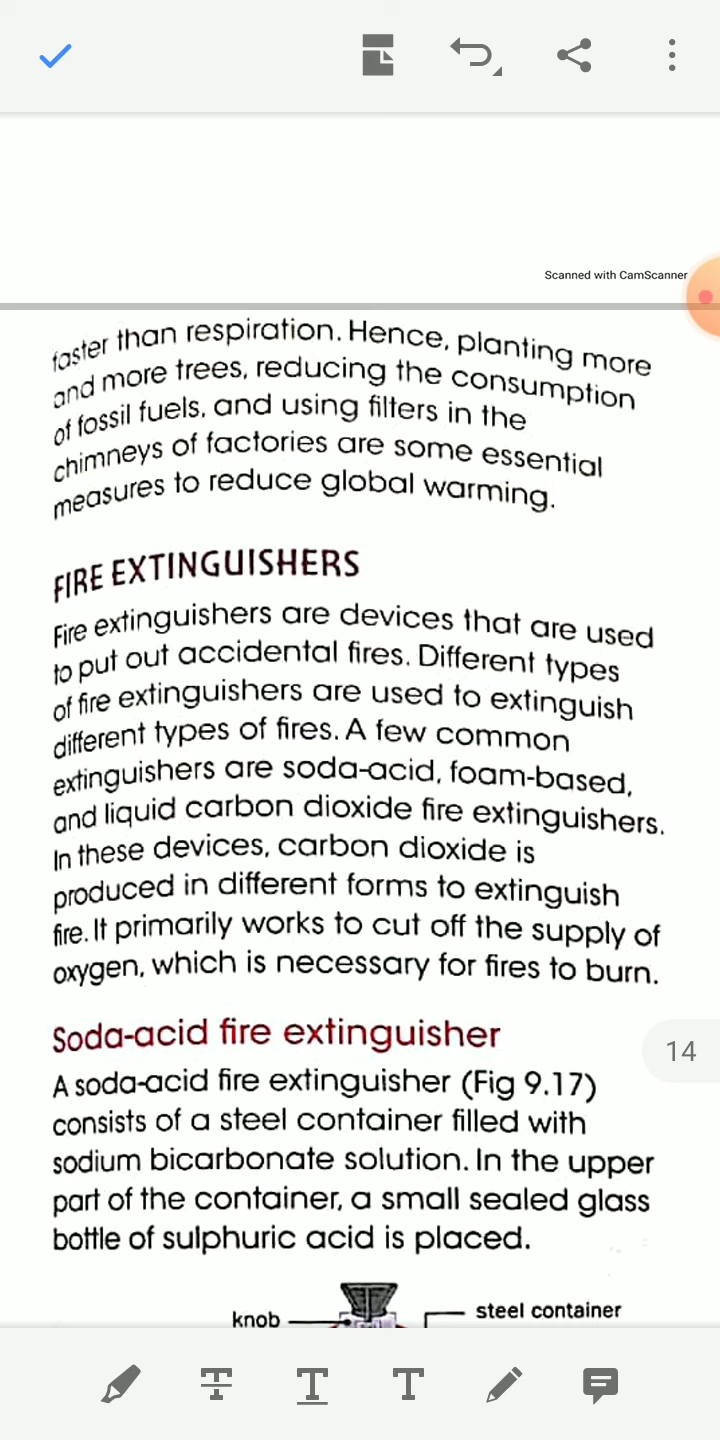 Scanned with CamScanner
faster than respiration. Hence, planting more
and more trees, reducing the consumption
of fossil fuels, and using filters in the
chimneys of factories are some essential
measures to reduce global warming.
FIRE EXTINGUISHERS
Fire extinguishers are devices that are used
to put out accidental fires. Different types
of fire extinguishers are used to extinguish
different types of fires. A few common
extinguishers are soda-acid, foam-based,
and liquid carbon dioxide fire extinguishers.
In these devices, carbon dioxide is
produced in different forms to extinguish
fire. It primarily works to cut off the supply of
oxygen, which is necessary for fires to burn.
Soda-acid fire extinguisher
14
A soda-acid fire extinguisher (Fig 9.17)
consists of a steel container filled with
sodium bicarbonate solution. In the upper
part of the container, a small sealed glass
bottle of sulphuric acid is placed.
knob
steel container